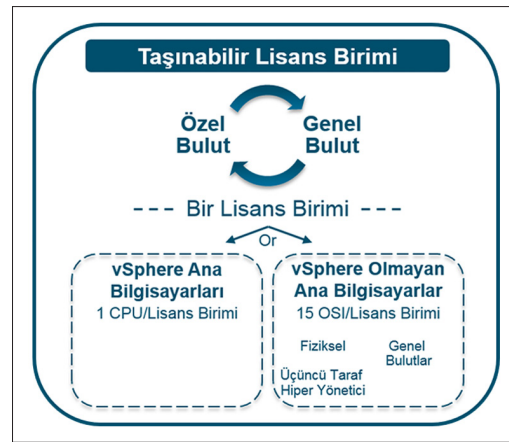 Taşınabilir Lisans Birimi
Özel
Bulut
Genel
Bulut
--- Bir Lisans Birimi ---
Or
vSphere Ana
Bilgisayarları
1 CPU/Lisans Birimi
vSphere Olmayan
Ana Bilgisayarlar
15 OSI/Lisans Birimi
Fiziksel
Genel
Bulutlar
Üçüncü Taraf
Hiper Yönetici